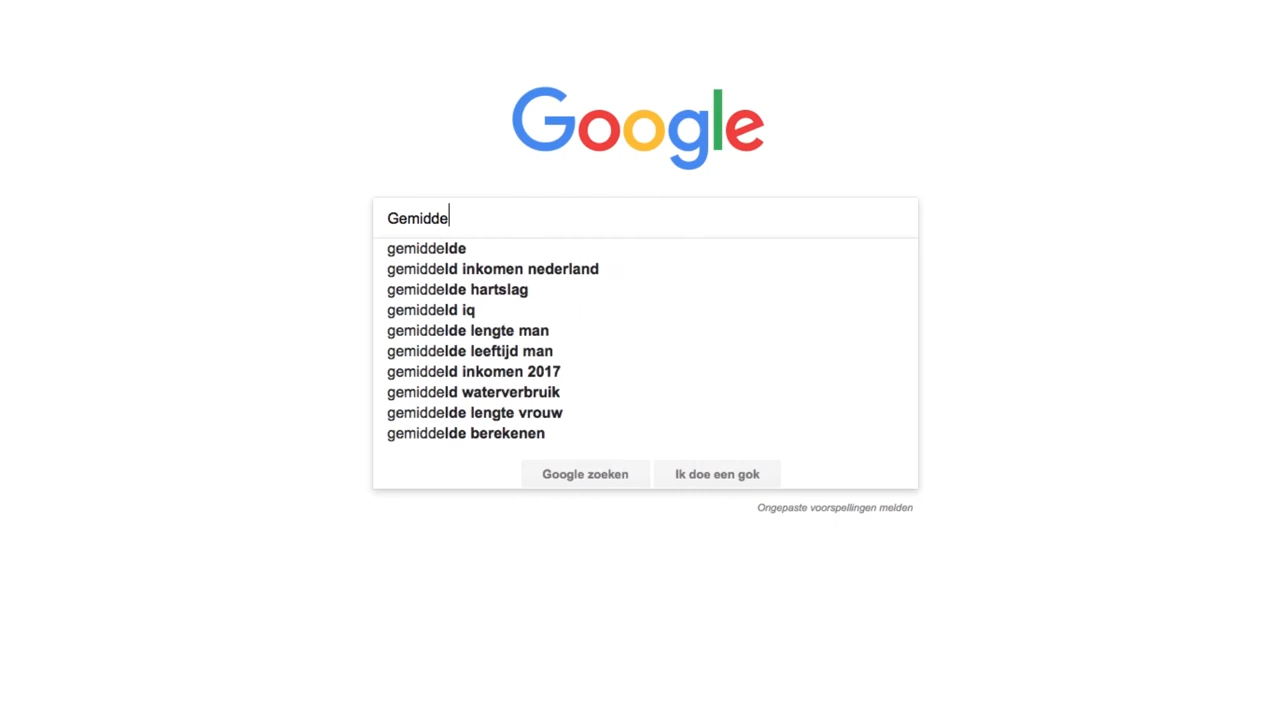 Google
Gemidde
gemiddelde
gemiddeld inkomen nederland
gemiddelde hartslag
gemiddeld iq
gemiddelde lengte man
gemiddelde leeftijd man
gemiddeld inkomen 2017
gemiddeld waterverbruik
gemiddelde lengte vrouw
gemiddelde berekenen
Google zoeken Ik doe een gok
Ongepaste voorspellingen melden